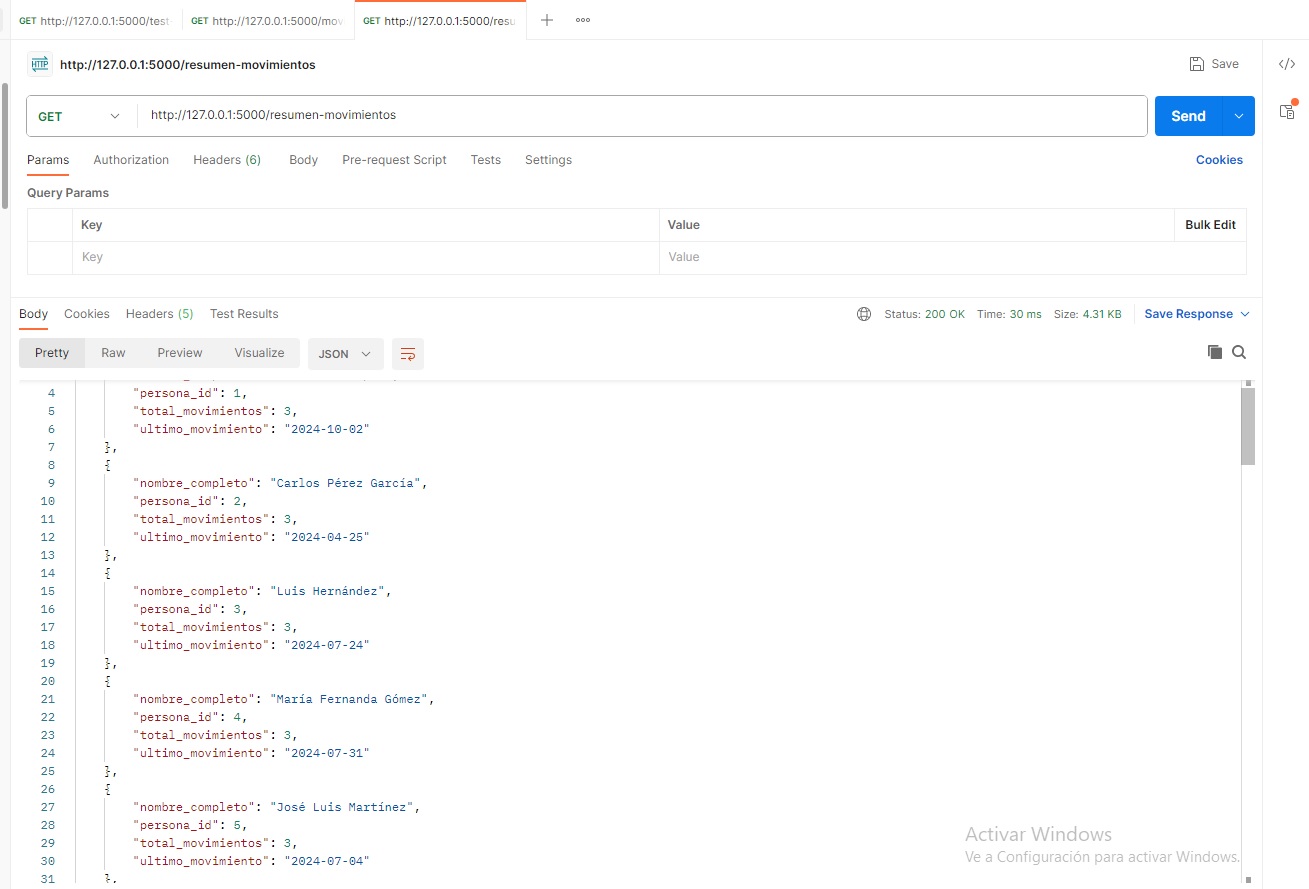 GET http://127.0.0.1:5000/test
GET http://127.0.0.1:5000/mov
GET http://127.0.0.1:5000/resu
HTTP http://127.0.0.1:5000/resumen-movimientos
Save
GET http://127.0.0.1:5000/resumen-movimientos
Send
Params Authorization Headers (6) Body Pre-request Script Tests Settings
Cookies
Query Params
Key Value Bulk Edit
Key Value
Body Cookies Headers (5) Test Results
Status: 200 OK Time: 30 ms Size: 4.31 KB Save Response
Pretty Raw Preview Visualize JSON
4 "persona_id": 1,
5 "total_movimientos": 3,
6 "ultimo_movimiento": "2024-10-02"
7 },
8 {
9 "nombre_completo": "Carlos Pérez García",
10 "persona_id": 2,
11 "total_movimientos": 3,
12 "ultimo_movimiento": "2024-04-25"
13 },
14 {
15 "nombre_completo": "Luis Hernández",
16 "persona_id": 3,
17 "total_movimientos": 3,
18 "ultimo_movimiento": "2024-07-24"
19 },
20 {
21 "nombre_completo": "María Fernanda Gómez",
22 "persona_id": 4,
23 "total_movimientos": 3,
24 "ultimo_movimiento": "2024-07-31"
25 },
26 {
27 "nombre_completo": "José Luis Martínez",
28 "persona_id": 5,
29 "total_movimientos": 3,
30 "ultimo_movimiento": "2024-07-04"
31 },
Activar Windows
Ve a Configuración para activar Windows.